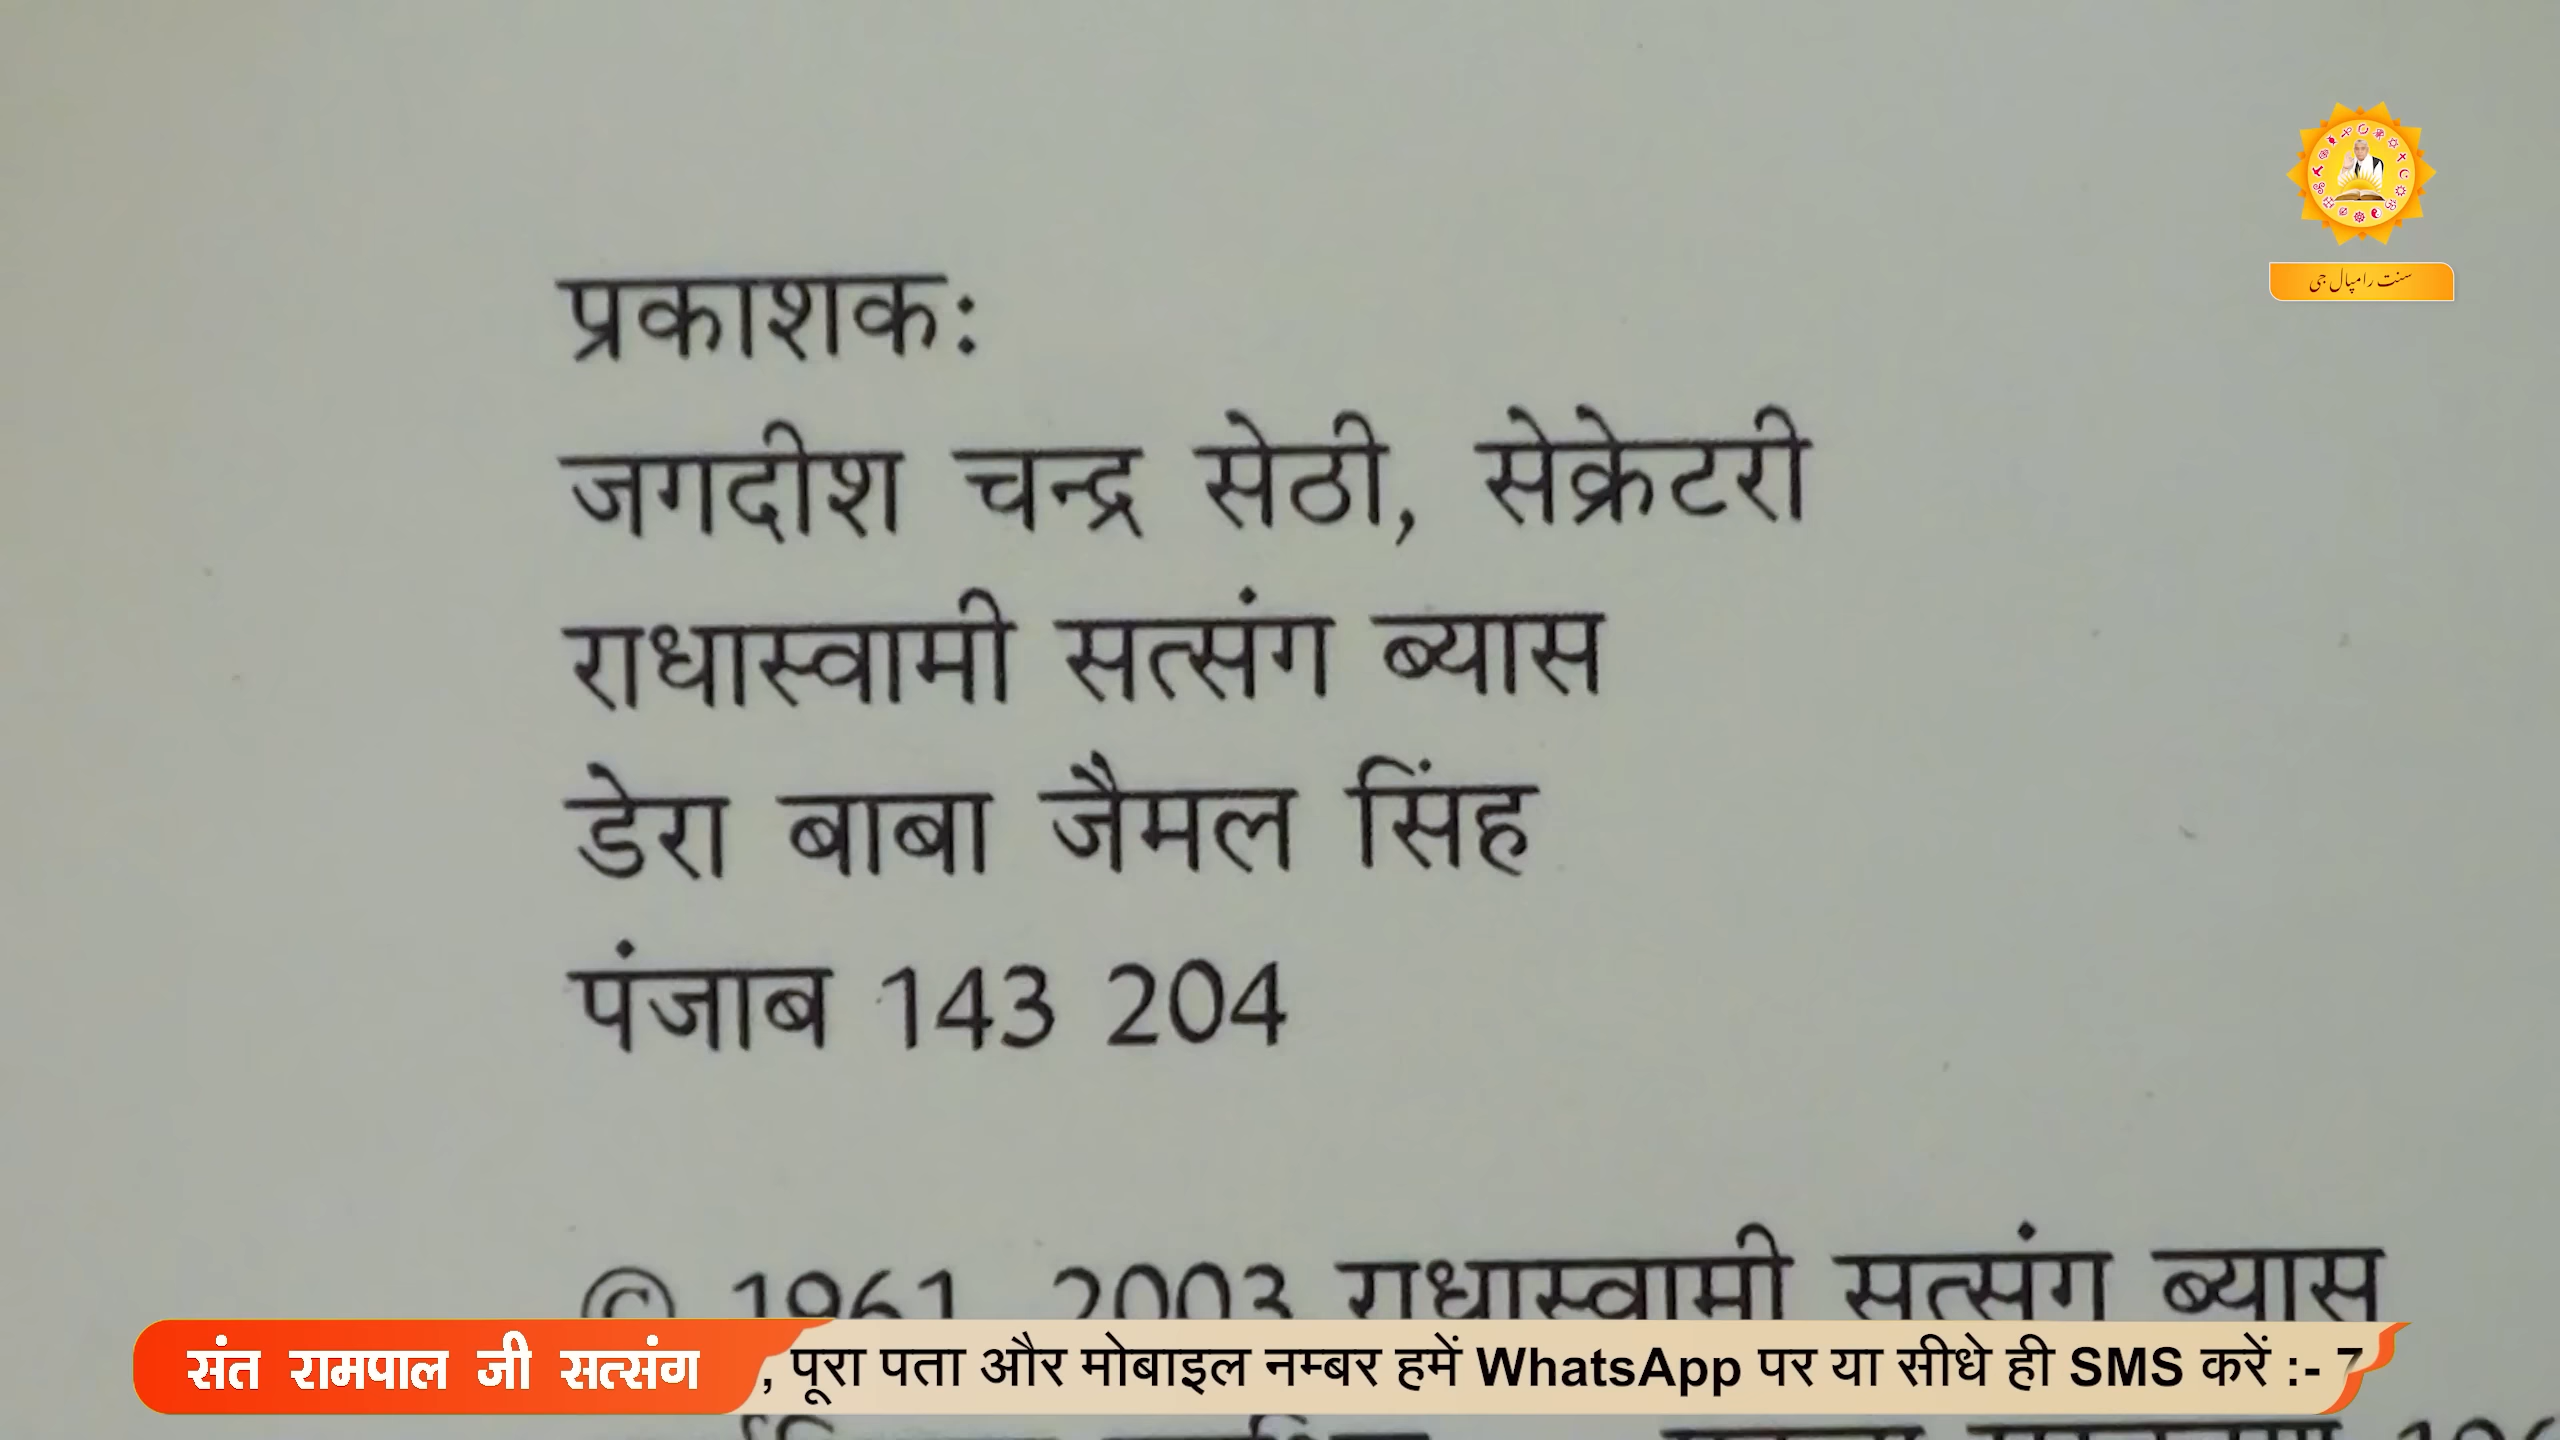 प्रकाशक:
जगदीश चन्द्र सेठी, सेक्रेटरी
राधास्वामी सत्संग ब्यास
डेरा बाबा जैमल सिंह
पंजाब 143 204
© 1961, 2003 राधास्वामी सत्संग ब्यास
سنت رامپال جی
संत रामपाल जी सत्संग
, पूरा पता और मोबाइल नम्बर हमें WhatsApp पर या सीधे ही SMS करें :- 7